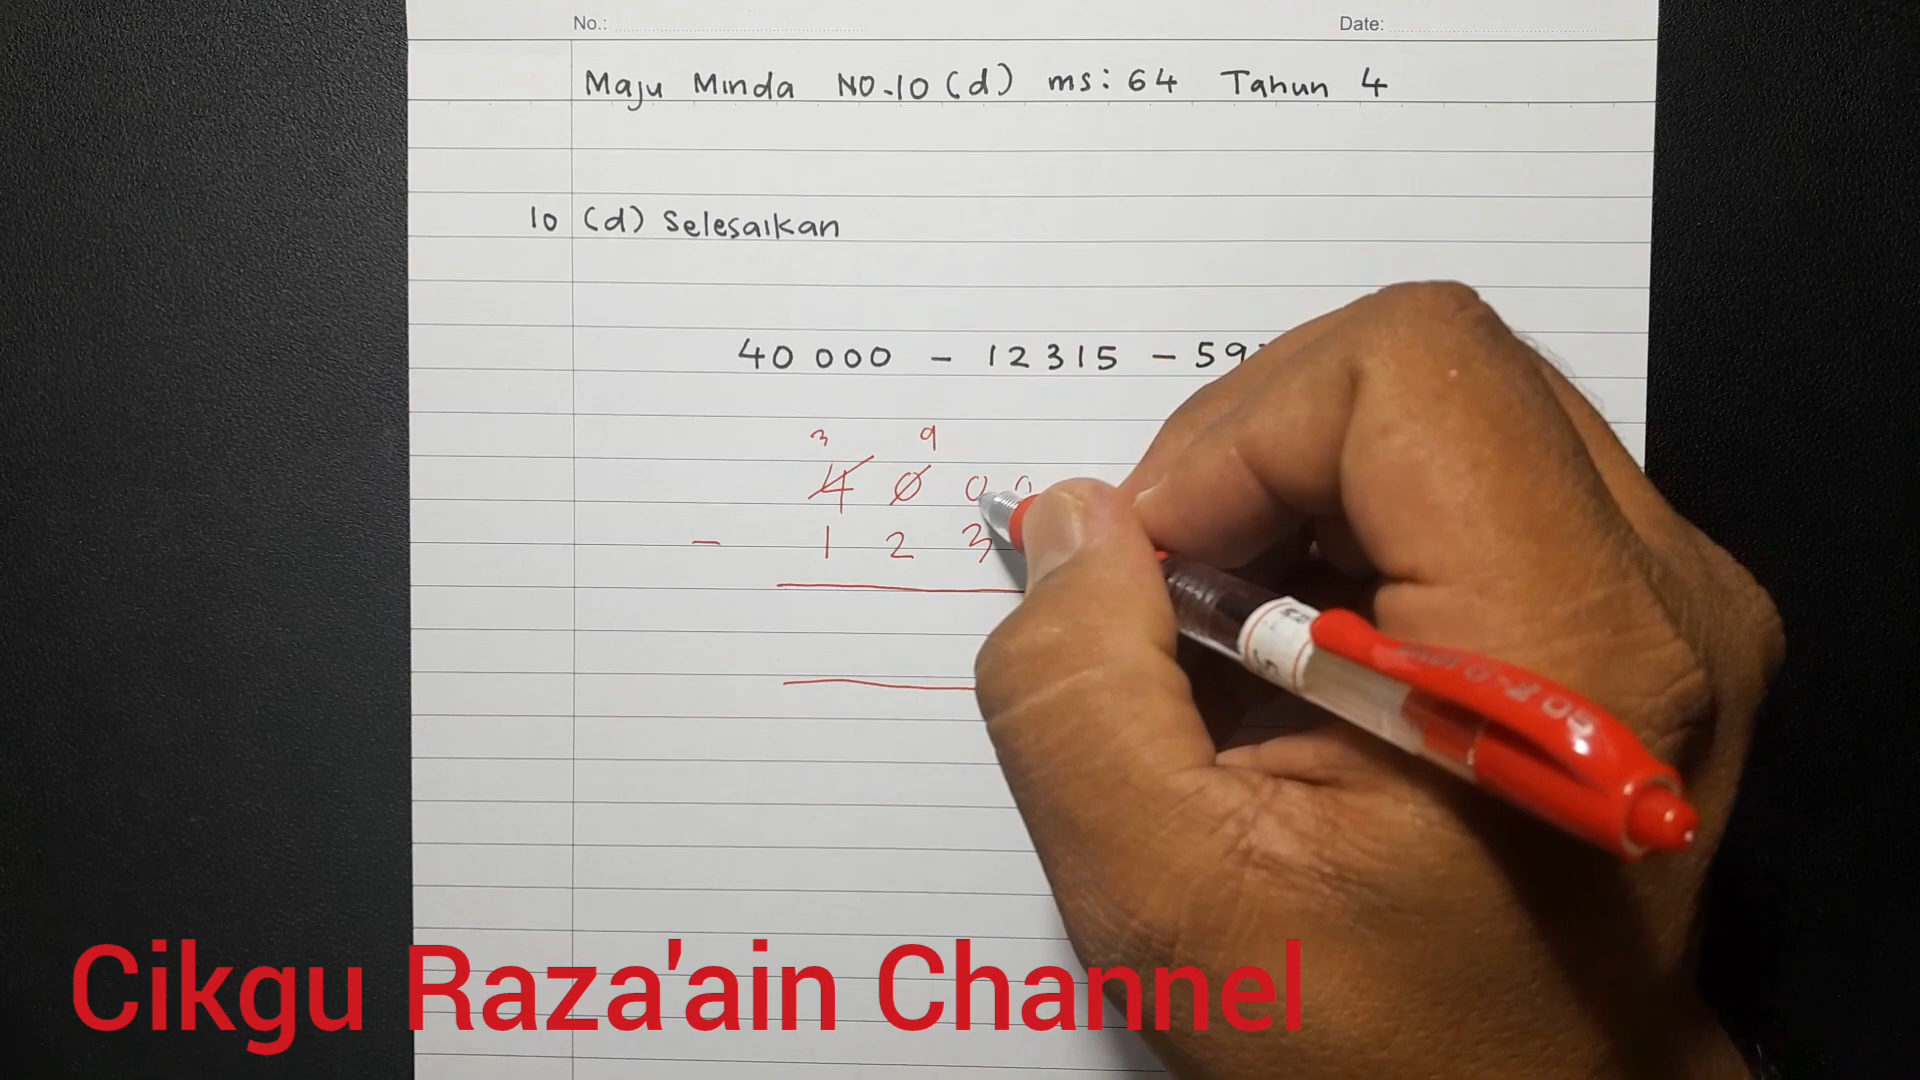 No.: Date:
Maju Minda NO.10 (d) ms: 64 Tahun 4
10 (d) Selesaikan
40 000 - 12 315 - 59
3 9
4 0 0 0
- 1 2 3
Cikgu Raza'ain Channel